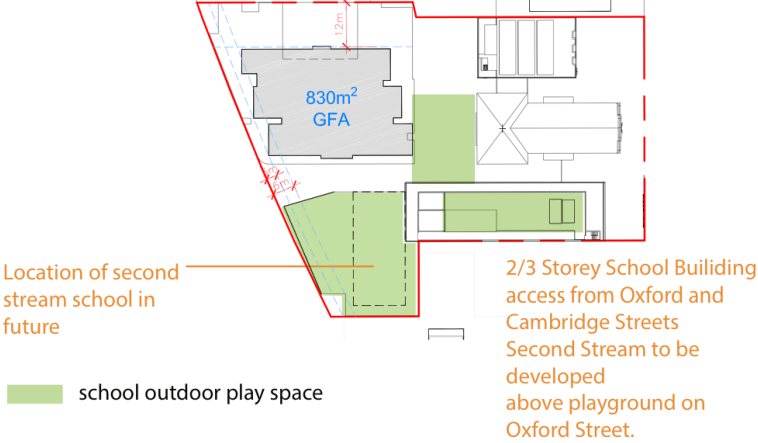 12m
830m²
GFA
Location of second
stream school in
future
2/3 Storey School Builiding
access from Oxford and
Cambridge Streets
Second Stream to be
developed
above playground on
Oxford Street.
school outdoor play space